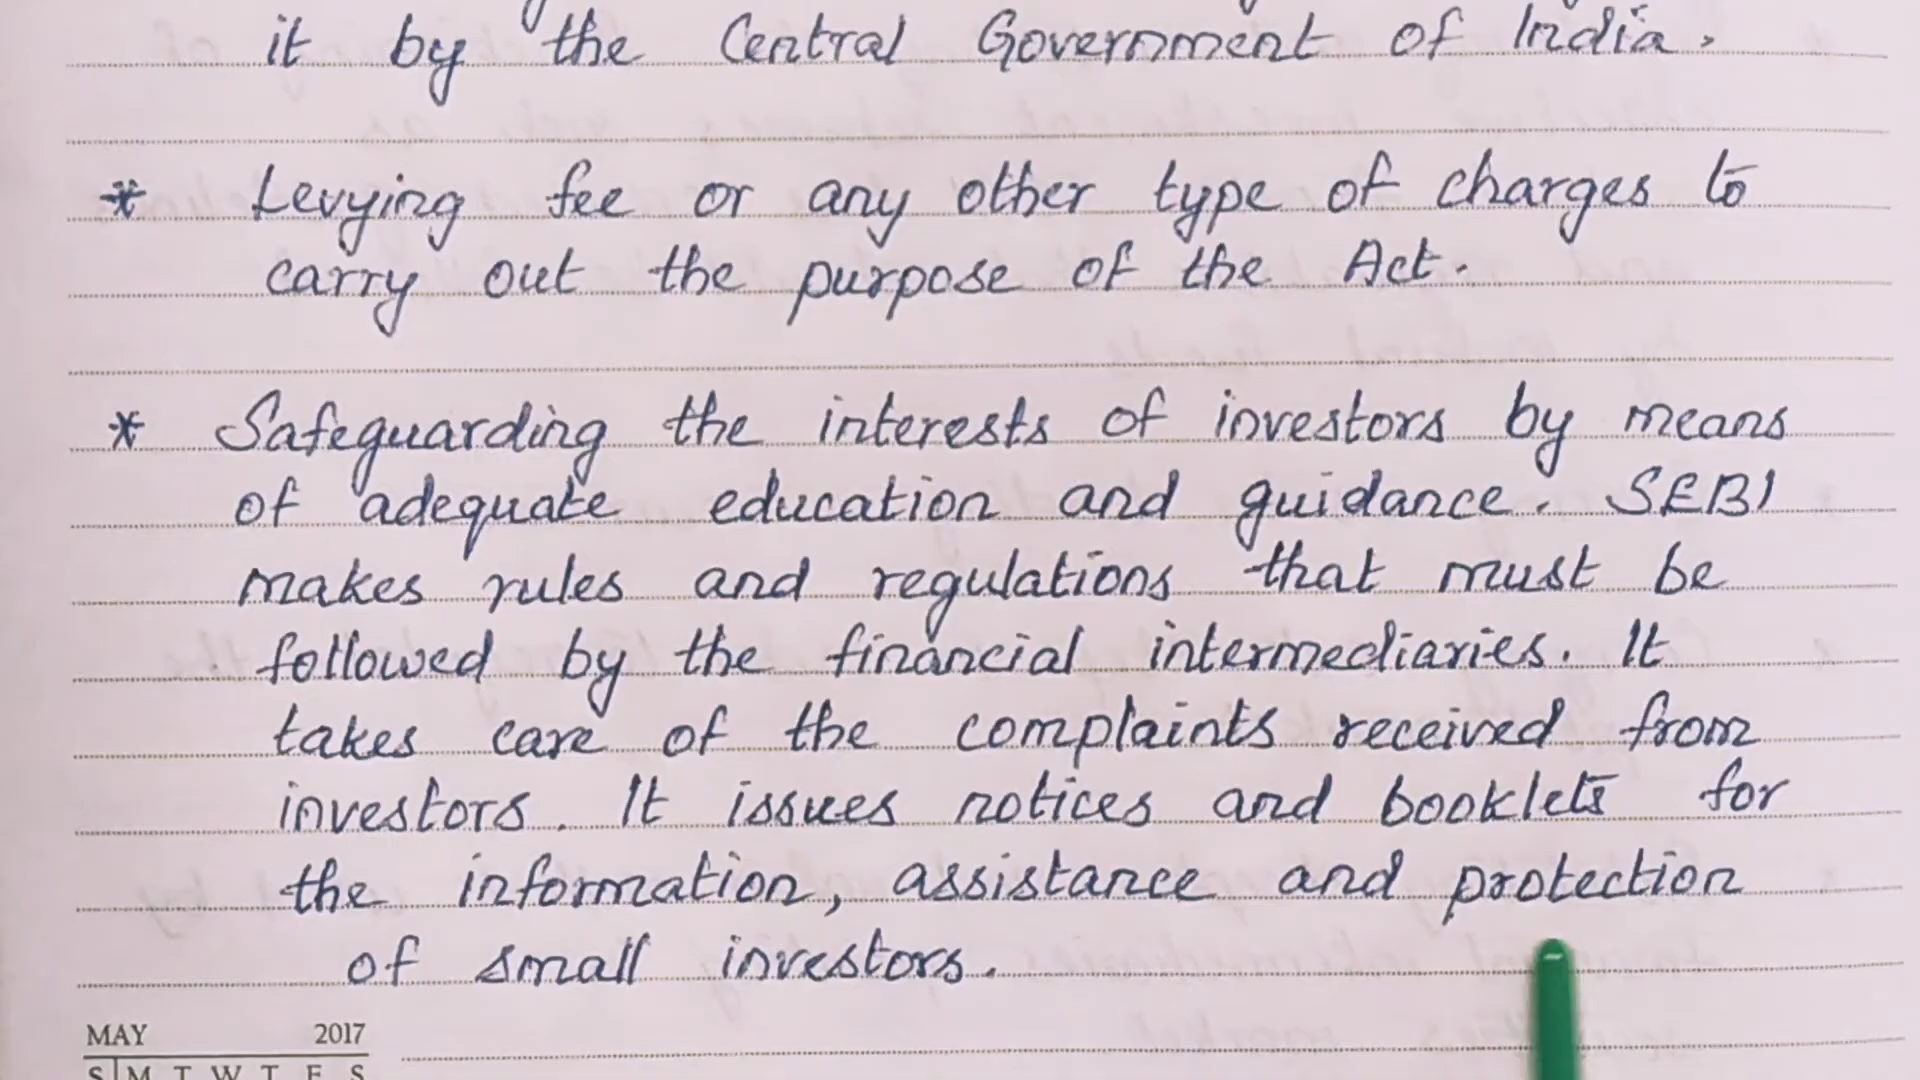 it by the Central Government of India.
* Levying fee or any other type of charges to
carry out the purpose of the Act.
* Safeguarding the interests of investors by means
of adequate education and guidance. SEBI
makes rules and regulations that must be
followed by the financial intermediaries. It
takes care of the complaints received from
investors. It issues notices and booklets for
the information, assistance and protection
of small investors.
MAY 2017
S M T W T F S